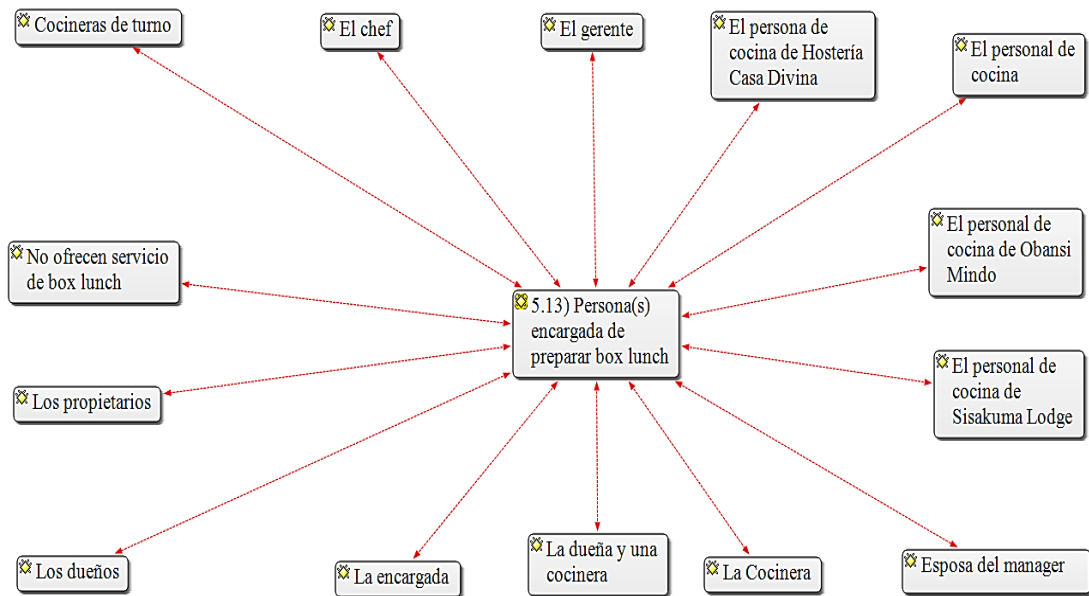 Cocineras de turno
El chef
El gerente
El persona de
cocina de Hostería
Casa Divina
El personal de
cocina
No ofrecen servicio
de box lunch
El personal de
cocina de Obansi
Mindo
5.13) Persona(s)
encargada de
preparar box lunch
Los propietarios
El personal de
cocina de
Sisakuma Lodge
Los dueños
La encargada
La dueña y una
cocinera
La Cocinera
Esposa del manager